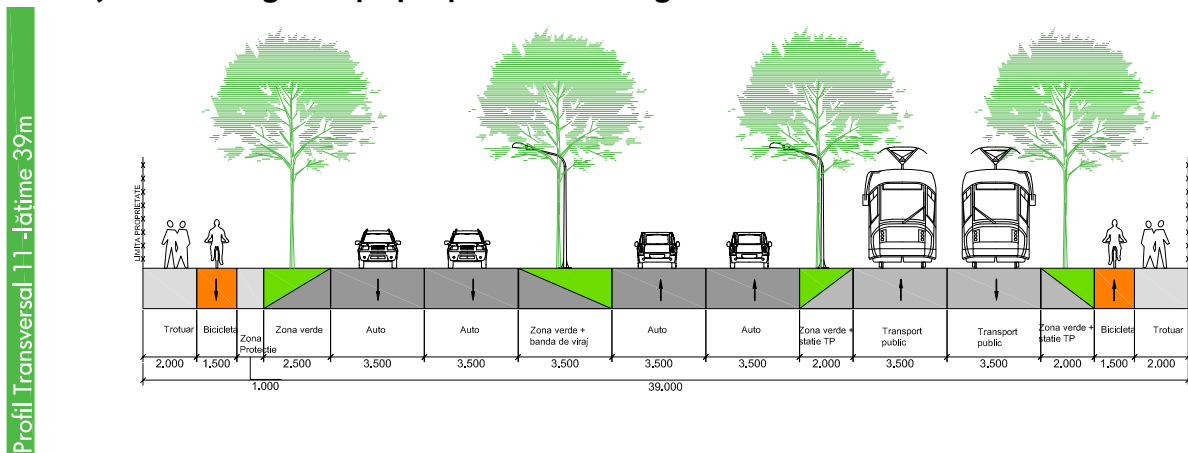 Profil Transversal 11 -lățime 39m
LIMITA PROPRIETATE
Trotuar
Bicicleta
Zona
Protectie
Zona verde
Auto
Auto
Zona verde +
banda de viraj
Auto
Auto
Zona verde +
statie TP
Transport
public
Transport
public
Zona verde +
statie TP
Bicicleta
Trotuar
2.000
1.500
2.500
3.500
3.500
3.500
3.500
3.500
2.000
3.500
3.500
2.000
1.500
2.000
1.000
39.000